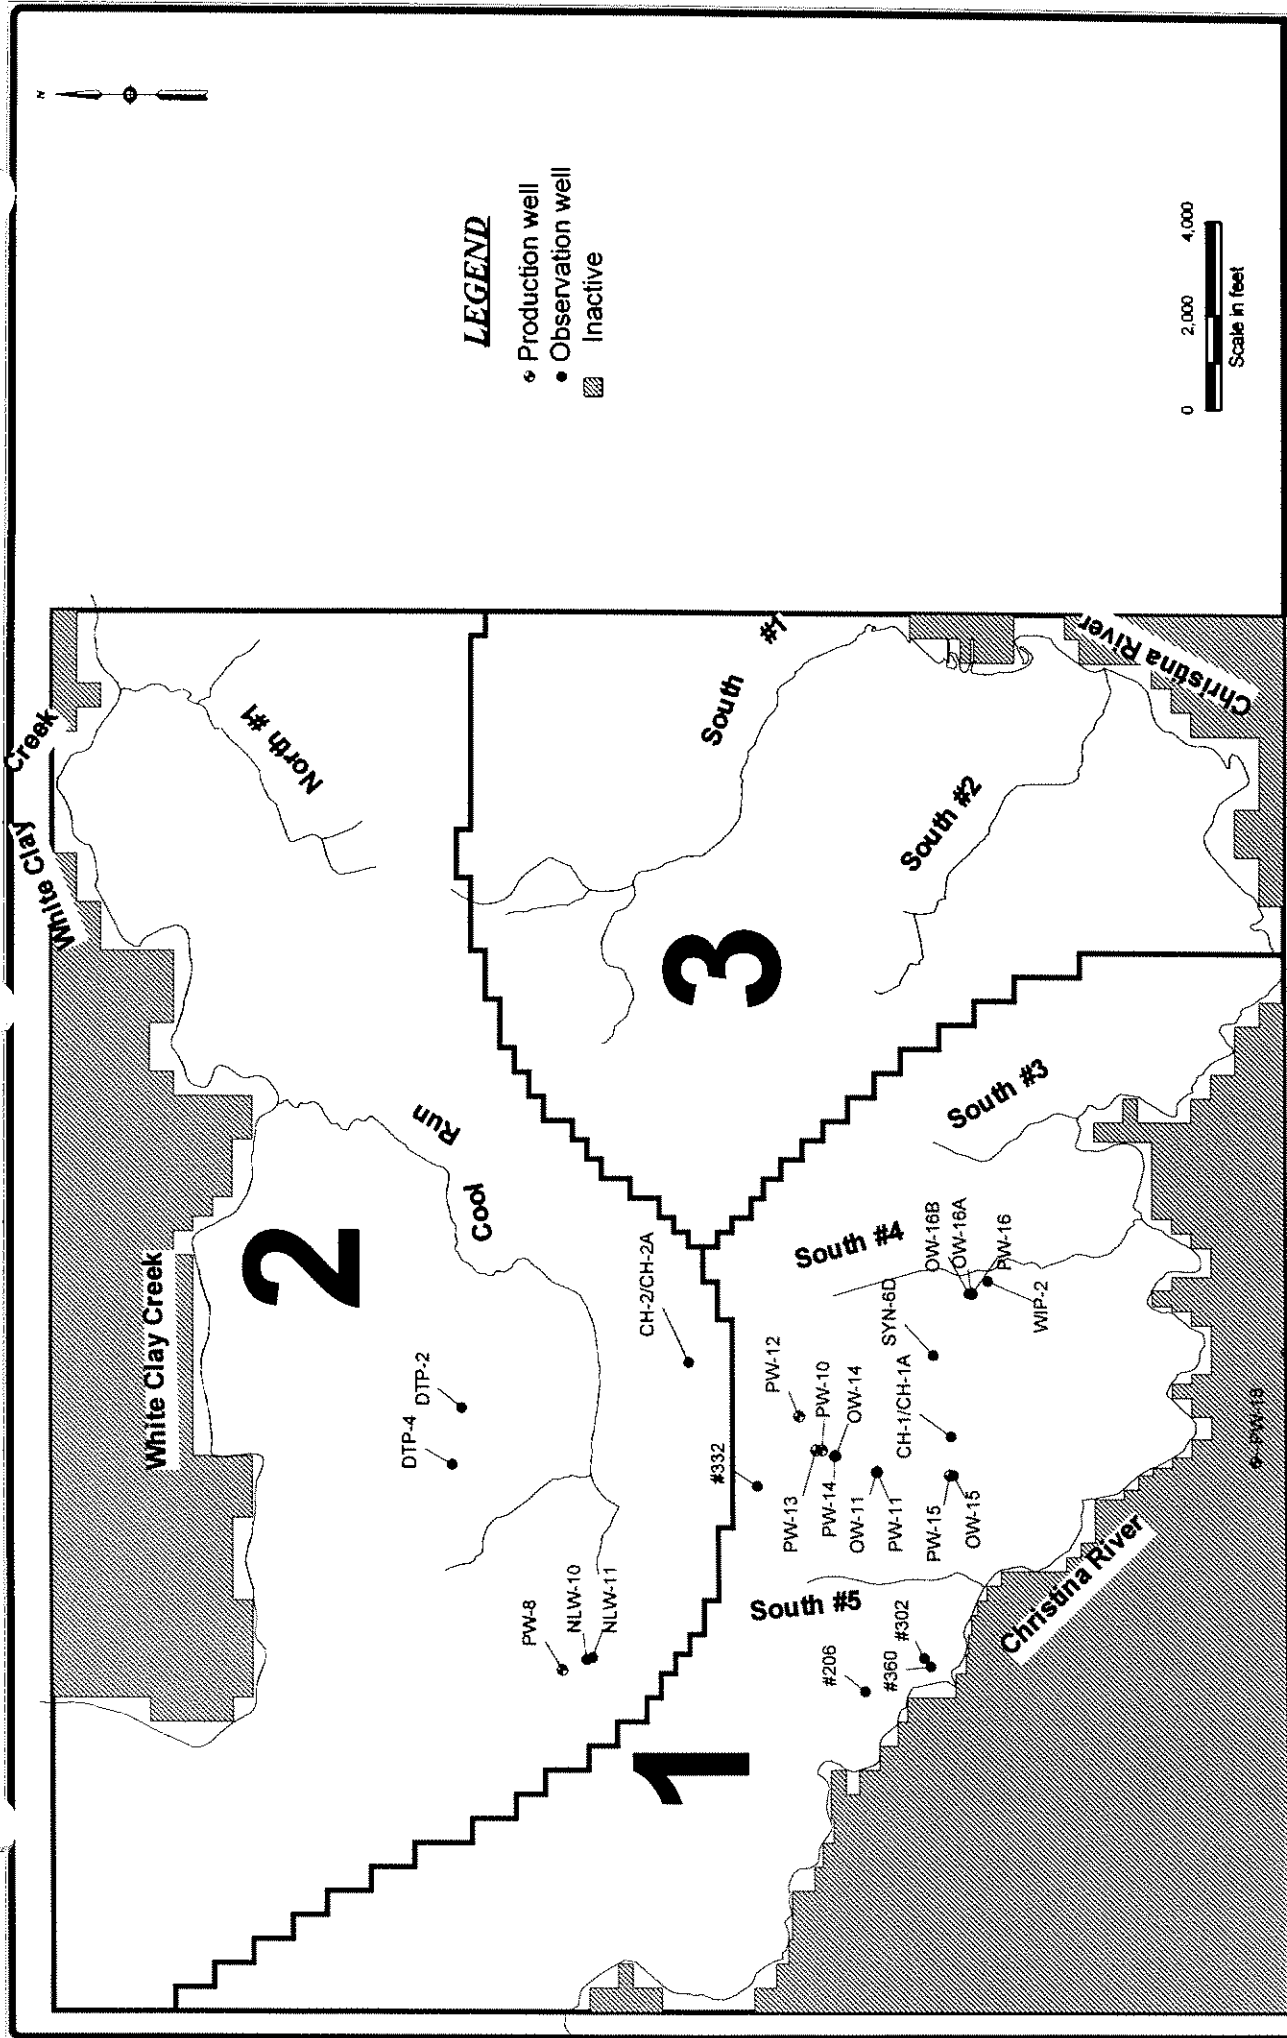 N
LEGEND
Production well
Observation well
Inactive
0 2,000 4,000
Scale in feet
White Clay Creek
White Clay Creek
North #1
Cool Run
2
DTP-4
DTP-2
PW-8
NLW-10
NLW-11
CH-2/CH-2A
South #1
South #2
3
Christina River
South #3
South #4
OW-16B
OW-16A
PW-16
WIP-2
SYN-6D
CH-1/CH-1A
PW-12
PW-10
OW-14
#332
PW-13
PW-14
OW-11
PW-11
PW-15
OW-15
PW-18
South #5
#302
#360
#206
1
Christina River